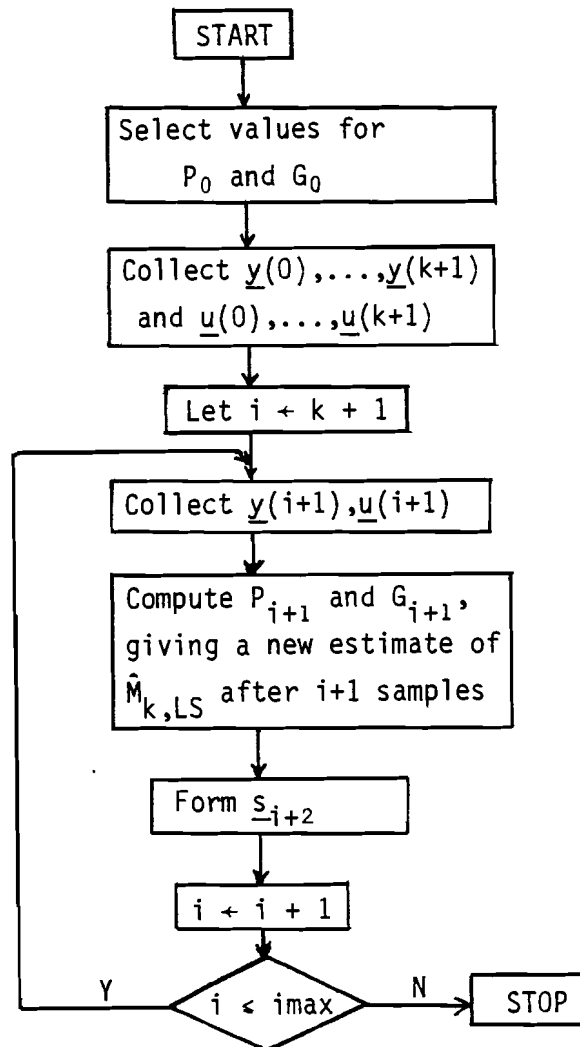 START
Select values for
P₀ and G₀
Collect y(0),...,y(k+1)
and u(0),...,u(k+1)
Let i ← k + 1
Collect y(i+1),u(i+1)
Compute Pᵢ₊₁ and Gᵢ₊₁,
giving a new estimate of
M̂k,LS after i+1 samples
Form sᵢ₊₂
i ← i + 1
Y
i ≤ imax
N
STOP